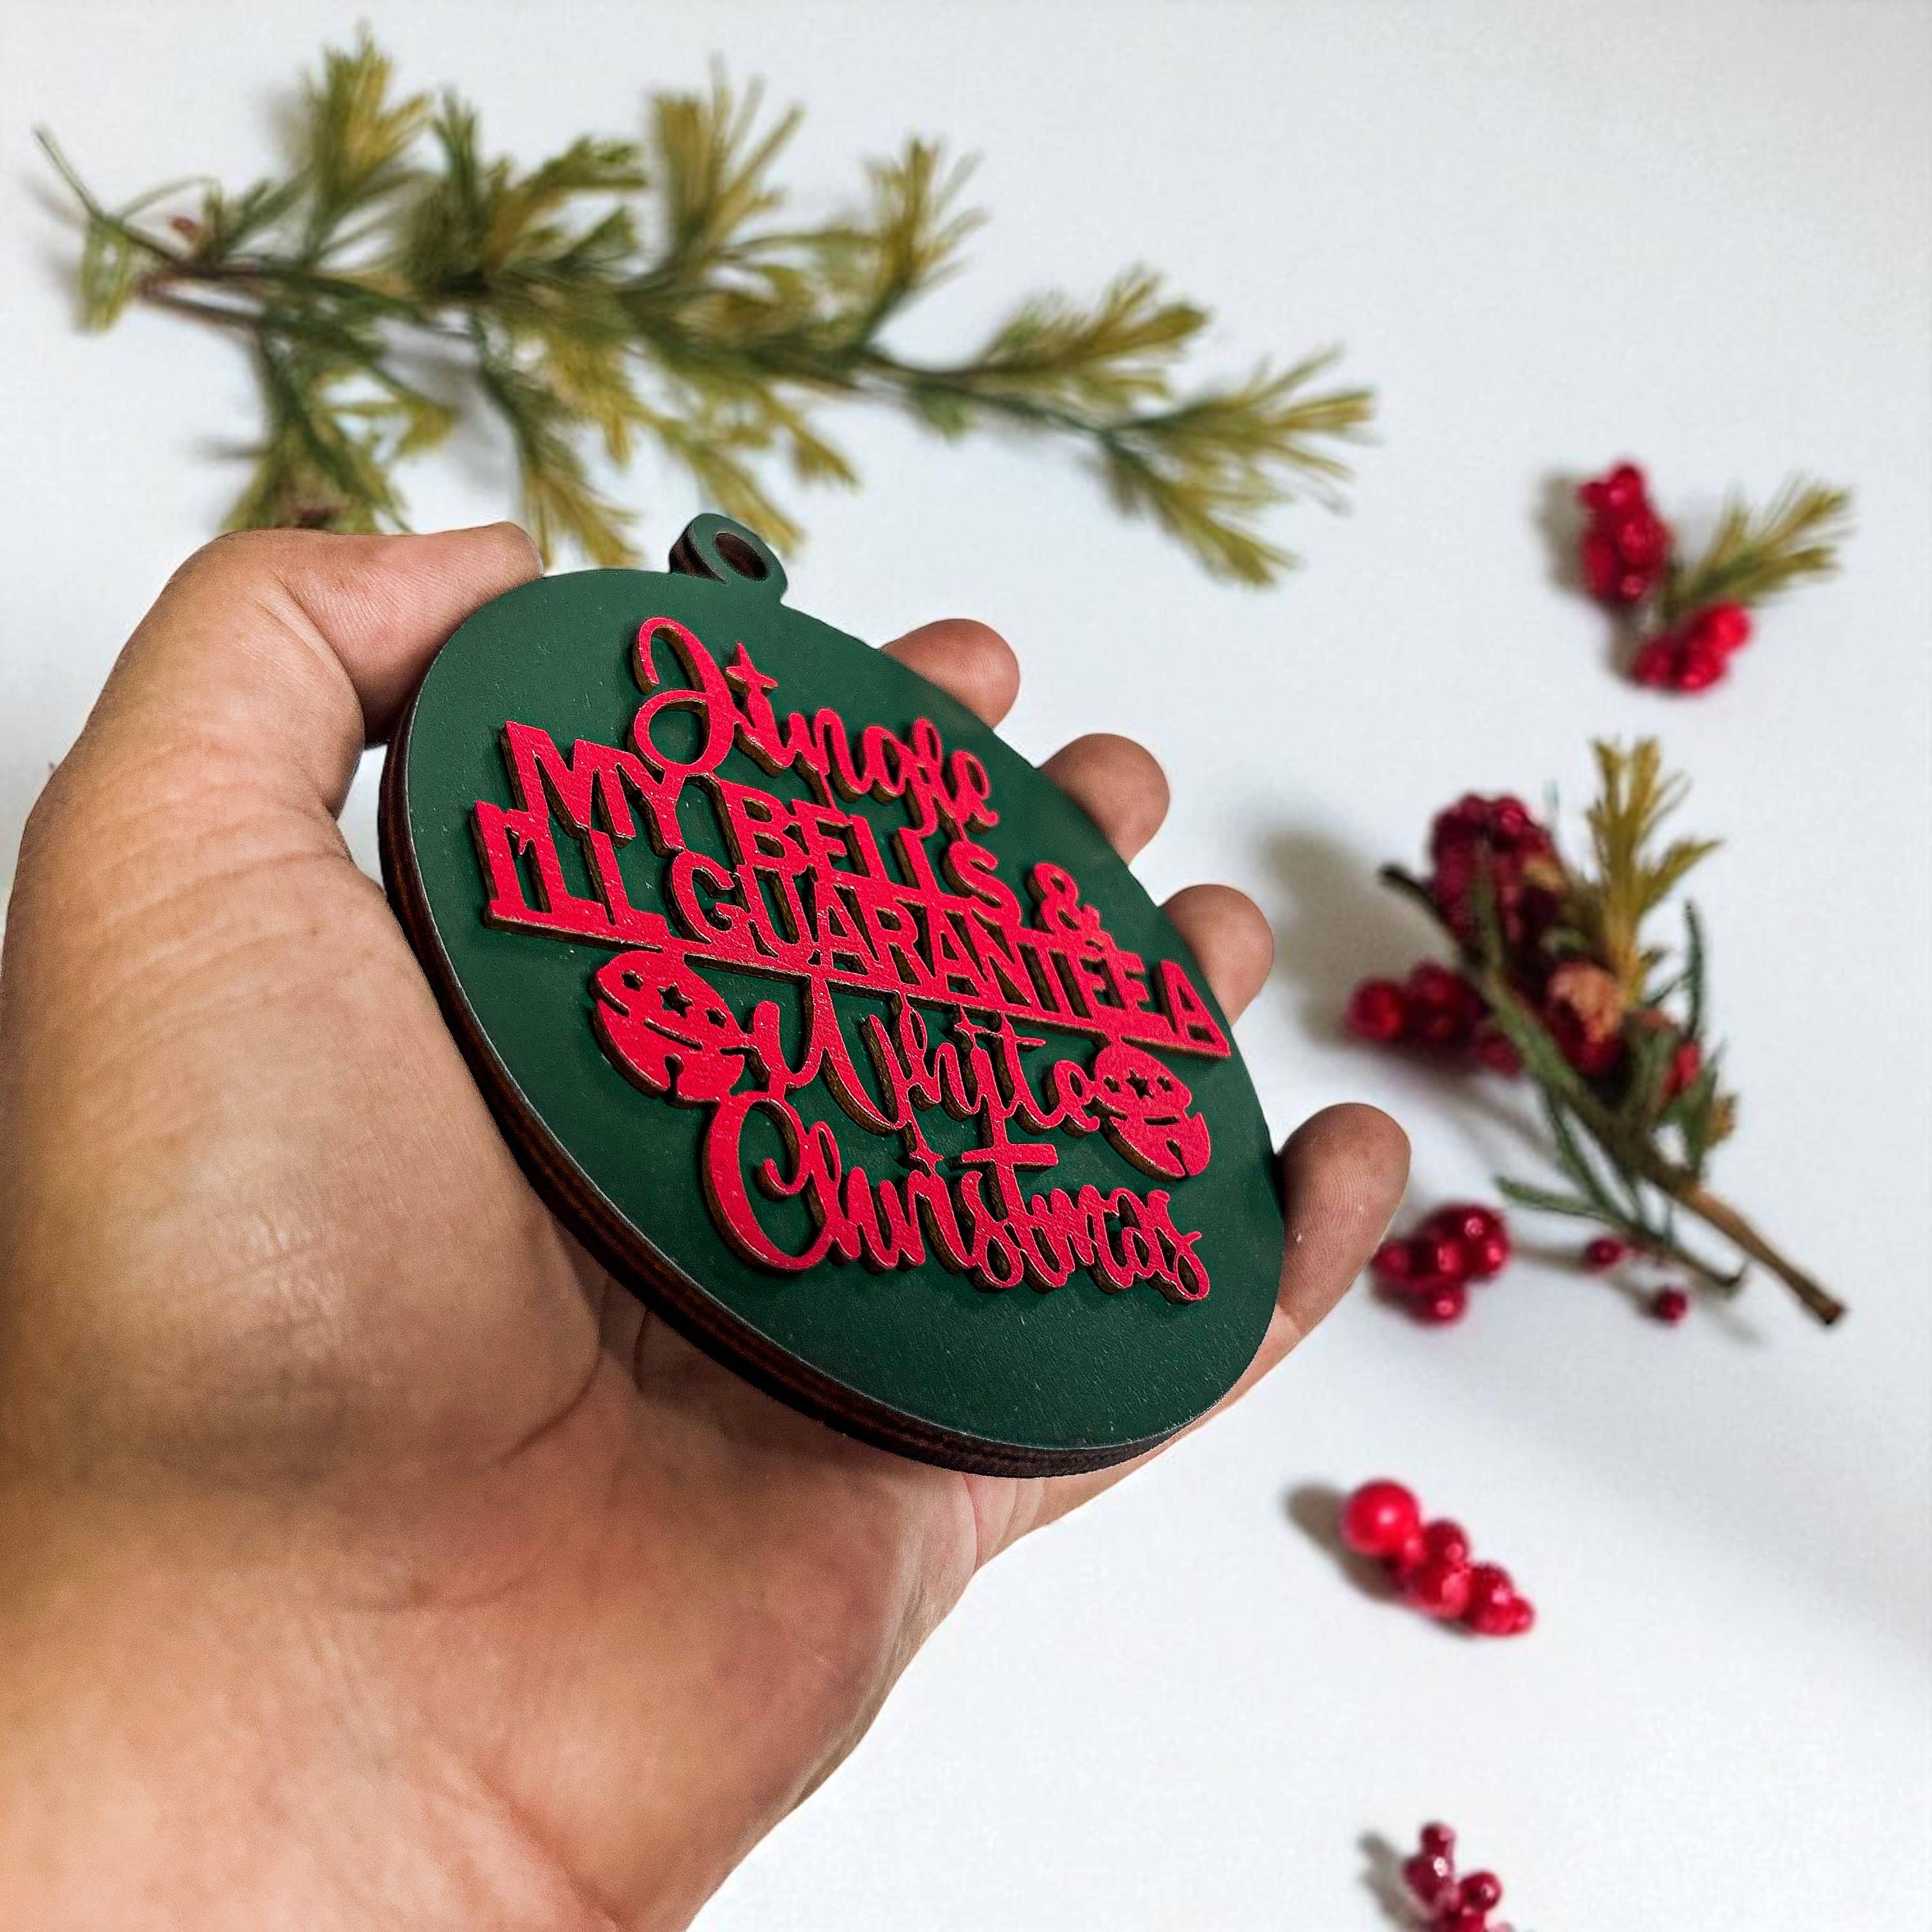 Jingle
MY BELLS &
I'LL GUARANTEE A
White
Christmas